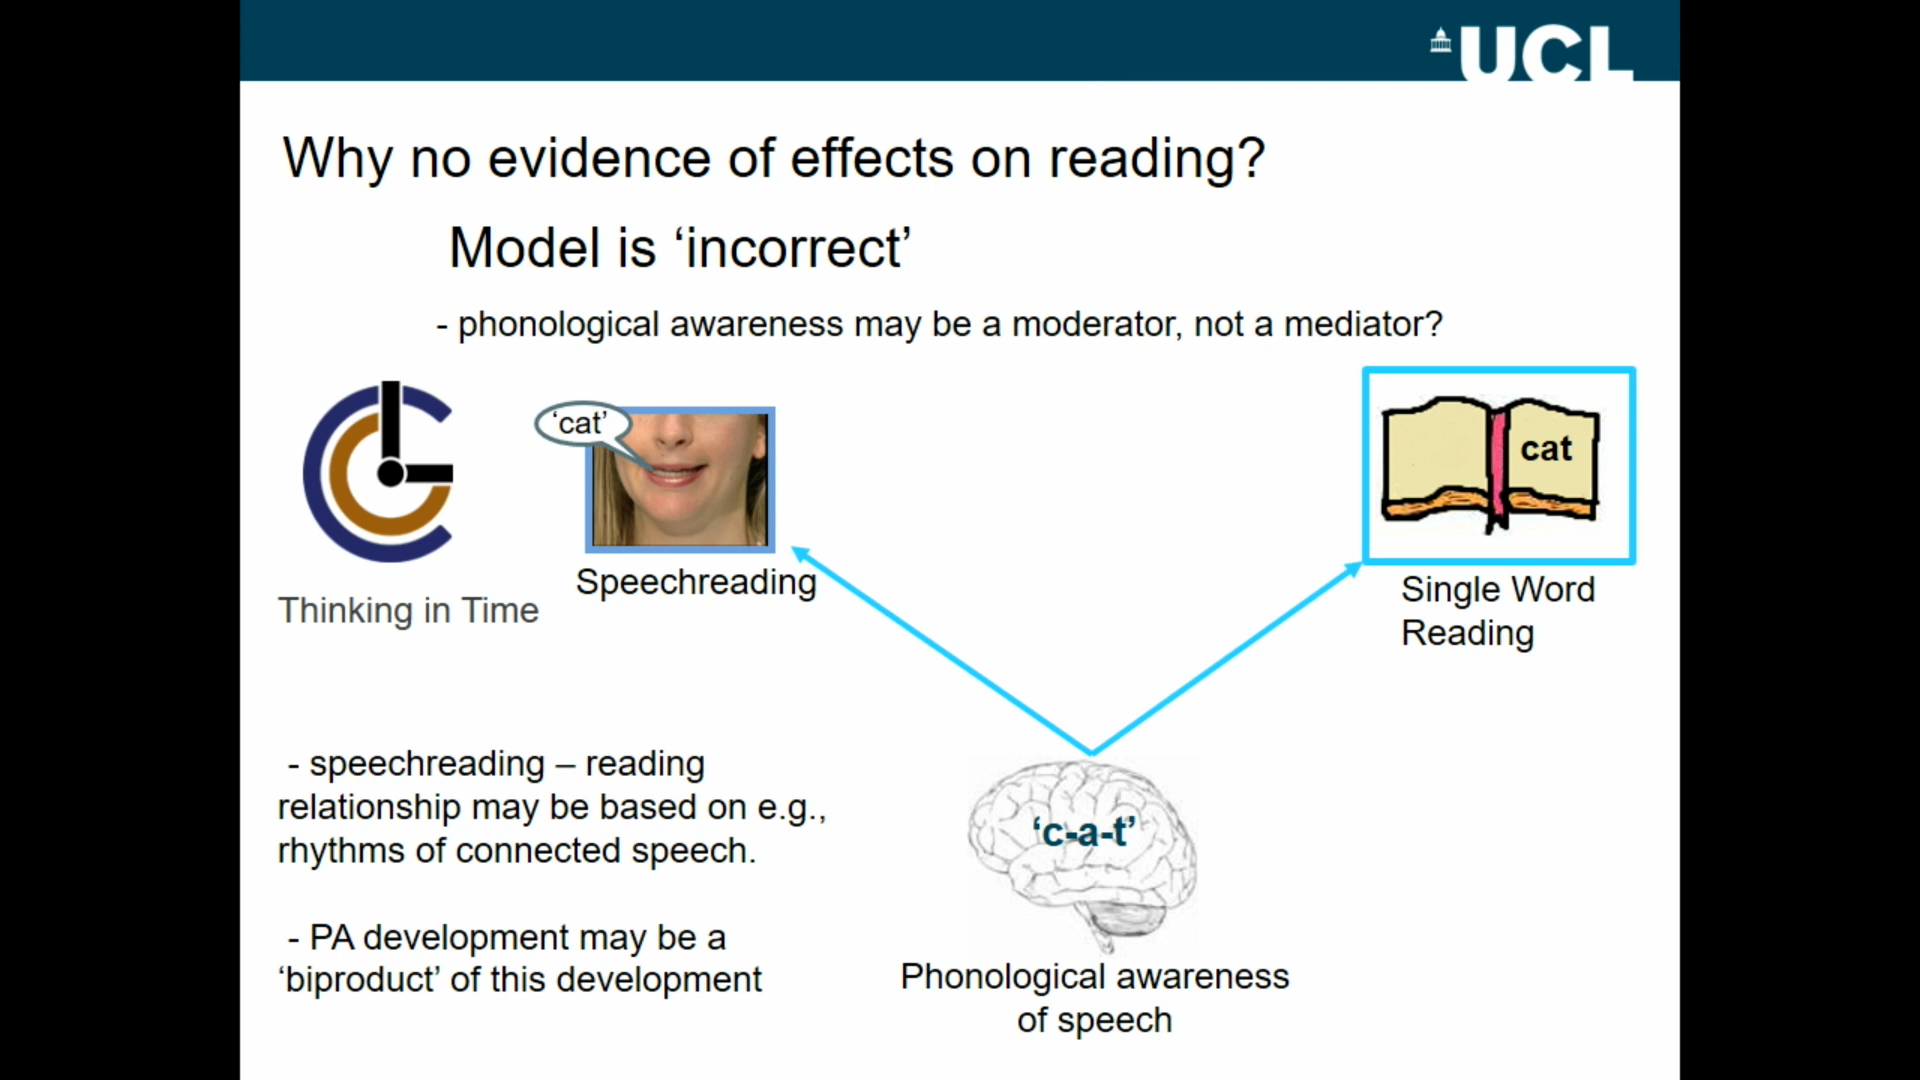 UCL
Why no evidence of effects on reading?
Model is ‘incorrect’
- phonological awareness may be a moderator, not a mediator?
‘cat’
cat
Speechreading
Thinking in Time
Single Word
Reading
- speechreading – reading
relationship may be based on e.g.,
rhythms of connected speech.
- PA development may be a
‘biproduct’ of this development
‘c-a-t’
Phonological awareness
of speech